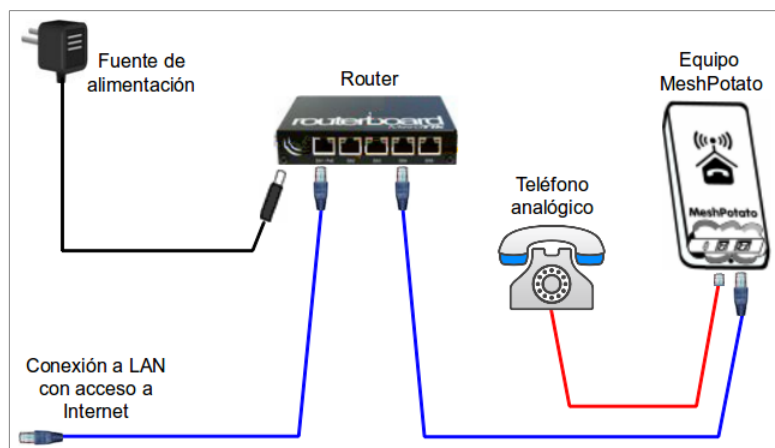 Fuente de
alimentación
Router
routerboard
Equipo
MeshPotato
MeshPotato
Teléfono
analógico
Conexión a LAN
con acceso a
Internet